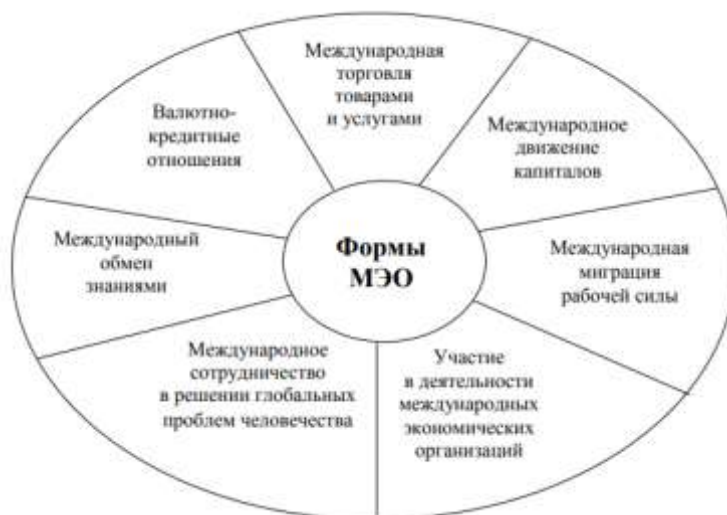 Международная
торговля
товарами
и услугами
Международное
движение
капиталов
Международная
миграция
рабочей силы
Участие
в деятельности
международных
экономических
организаций
Международное
сотрудничество
в решении глобальных
проблем человечества
Международный
обмен
знаниями
Валютно-
кредитные
отношения
Формы
МЭО